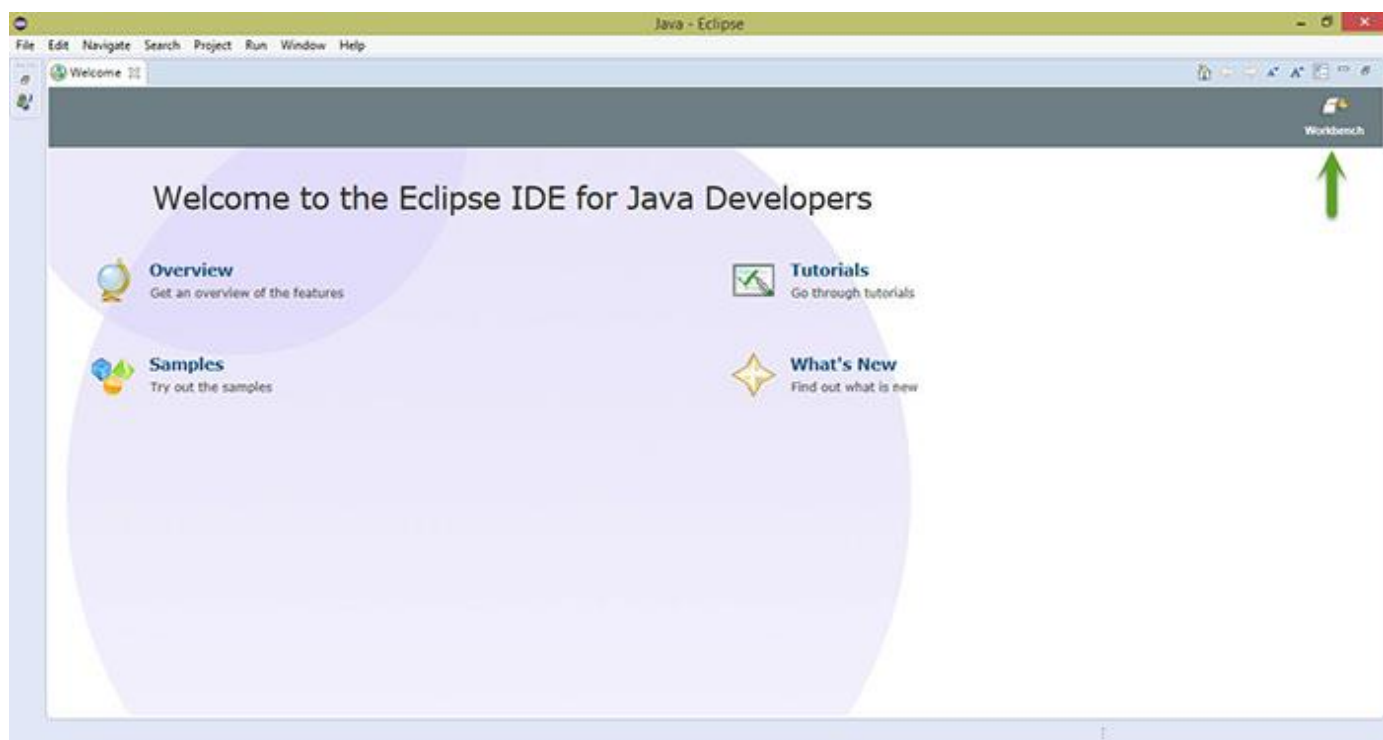 Java - Eclipse
File Edit Navigate Search Project Run Window Help
Welcome
Workbench
Welcome to the Eclipse IDE for Java Developers
Overview
Get an overview of the features
Tutorials
Go through tutorials
Samples
Try out the samples
What's New
Find out what is new